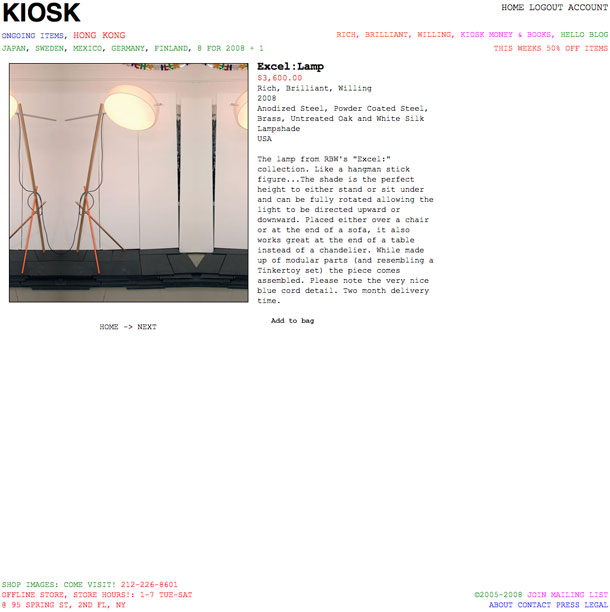 KIOSK
HOME LOGOUT ACCOUNT
ONGOING ITEMS, HONG KONG
RICH, BRILLIANT, WILLING, KIOSK MONEY & BOOKS, HELLO BLOG
JAPAN, SWEDEN, MEXICO, GERMANY, FINLAND, 8 FOR 2008 + 1
THIS WEEKS 50% OFF ITEMS
Excel:Lamp
$3,600.00
Rich, Brilliant, Willing
2008
Anodized Steel, Powder Coated Steel,
Brass, Untreated Oak and White Silk
Lampshade
USA
The lamp from RBW's "Excel:"
collection. Like a hangman stick
figure...The shade is the perfect
height to either stand or sit under
and can be fully rotated allowing the
light to be directed upward or
downward. Placed either over a chair
or at the end of a sofa, it also
works great at the end of a table
instead of a chandelier. While made
up of modular parts (and resembling a
Tinkertoy set) the piece comes
assembled. Please note the very nice
blue cord detail. Two month delivery
time.
Add to bag
HOME -> NEXT
SHOP IMAGES: COME VISIT! 212-226-8601
OFFLINE STORE, STORE HOURS!: 1-7 TUE-SAT
©2005-2008 JOIN MAILING LIST
@ 95 SPRING ST, 2ND FL, NY
ABOUT CONTACT PRESS LEGAL